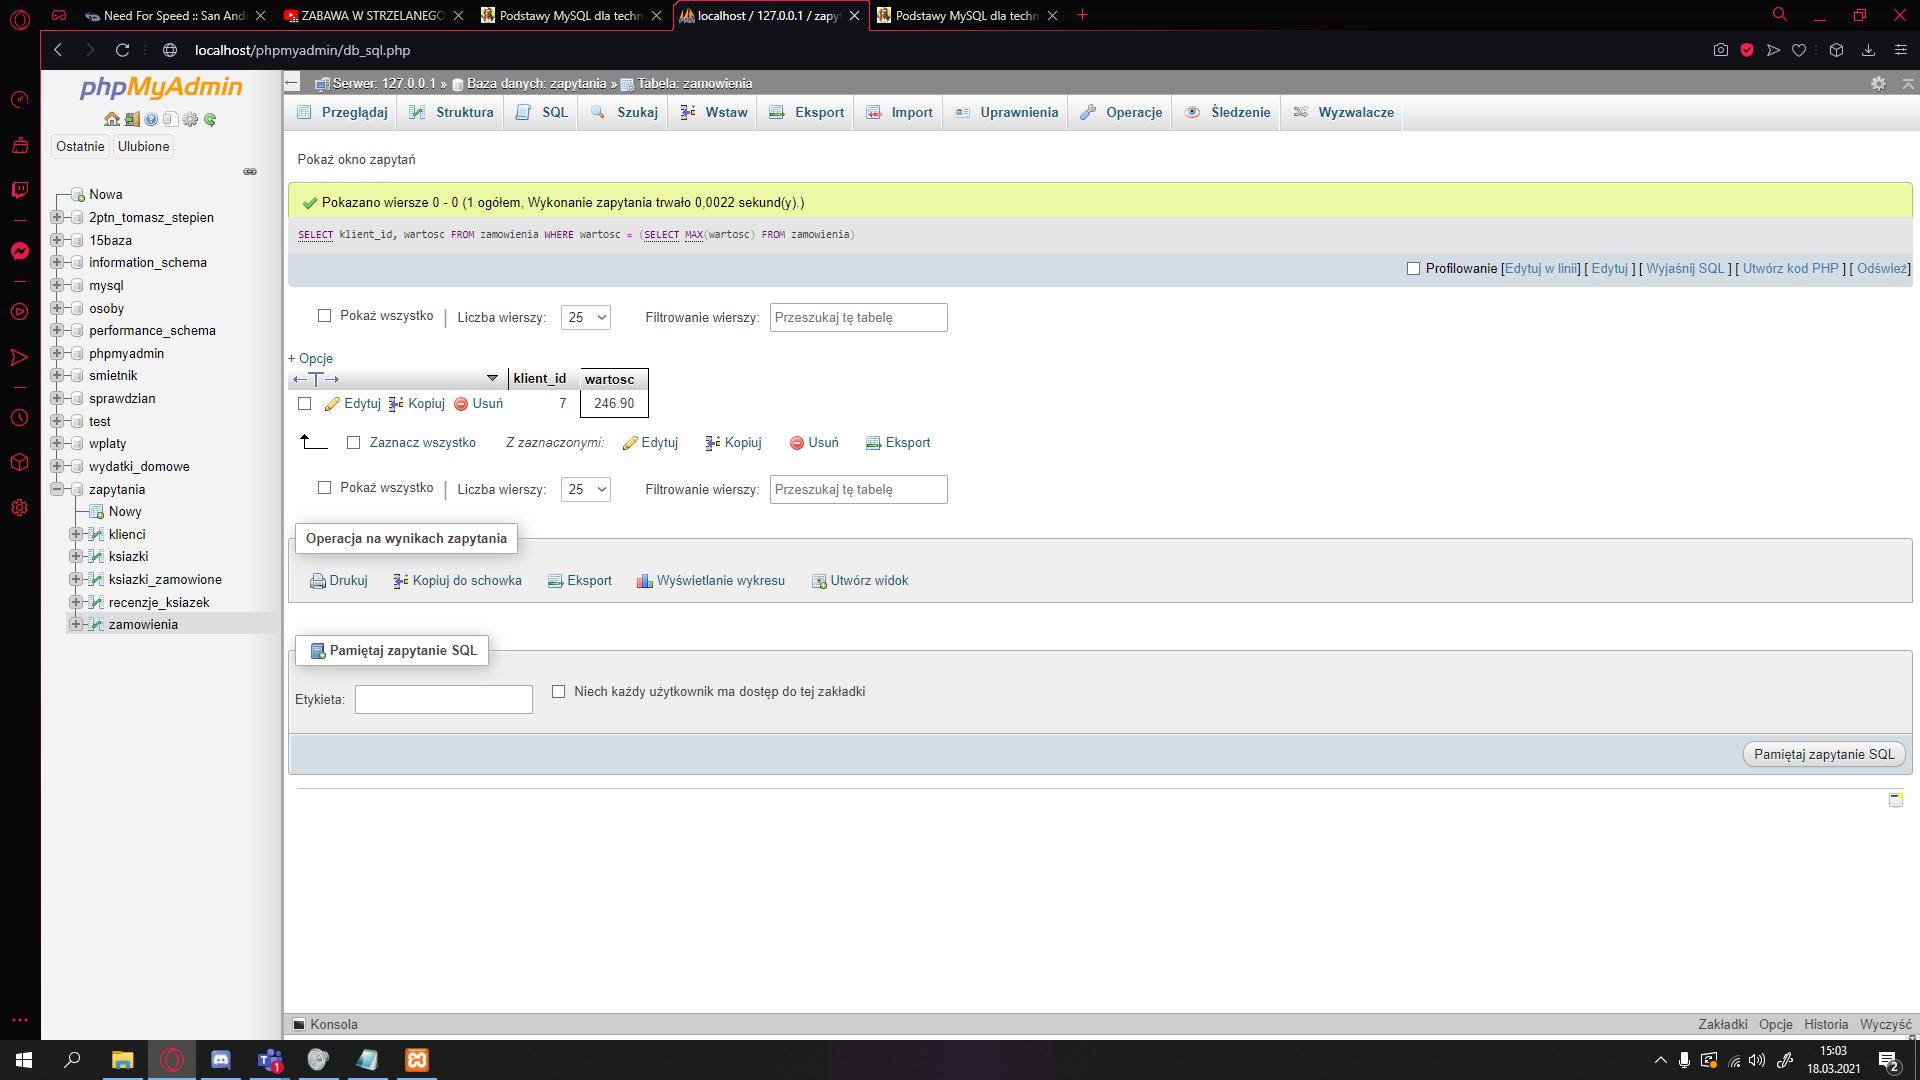 Need For Speed :: San And
ZABAWA W STRZELANEGO
Podstawy MySQL dla techn
localhost / 127.0.0.1 / zapy
Podstawy MySQL dla techn
localhost/phpmyadmin/db_sql.php
phpMyAdmin
Ostatnie
Ulubione
Nowa
2ptn_tomasz_stepien
15baza
information_schema
mysql
osoby
performance_schema
phpmyadmin
smietnik
sprawdzian
test
wplaty
wydatki_domowe
zapytania
Nowy
klienci
ksiazki
ksiazki_zamowione
recenzje_ksiazek
zamowienia
Serwer: 127.0.0.1 » Baza danych: zapytania » Tabela: zamowienia
Przeglądaj Struktura SQL Szukaj Wstaw Eksport Import Uprawnienia Operacje Śledzenie Wyzwalacze
Pokaż okno zapytań
Pokazano wiersze 0 - 0 (1 ogółem, Wykonanie zapytania trwało 0,0022 sekund(y).)
SELECT klient_id, wartosc FROM zamowienia WHERE wartosc = (SELECT MAX(wartosc) FROM zamowienia)
Profilowanie [Edytuj w linii] [ Edytuj ] [ Wyjaśnij SQL ] [ Utwórz kod PHP ] [ Odśwież]
Pokaż wszystko | Liczba wierszy: 25 Filtrowanie wierszy: Przeszukaj tę tabelę
+ Opcje
←T→ klient_id wartosc
Edytuj Kopiuj Usuń 7 246.90
Zaznacz wszystko Z zaznaczonymi: Edytuj Kopiuj Usuń Eksport
Pokaż wszystko | Liczba wierszy: 25 Filtrowanie wierszy: Przeszukaj tę tabelę
Operacja na wynikach zapytania
Drukuj Kopiuj do schowka Eksport Wyświetlanie wykresu Utwórz widok
Pamiętaj zapytanie SQL
Etykieta: Niech każdy użytkownik ma dostęp do tej zakładki
Pamiętaj zapytanie SQL
Konsola
Zakładki Opcje Historia Wyczyść
1
15:03
18.03.2021
2